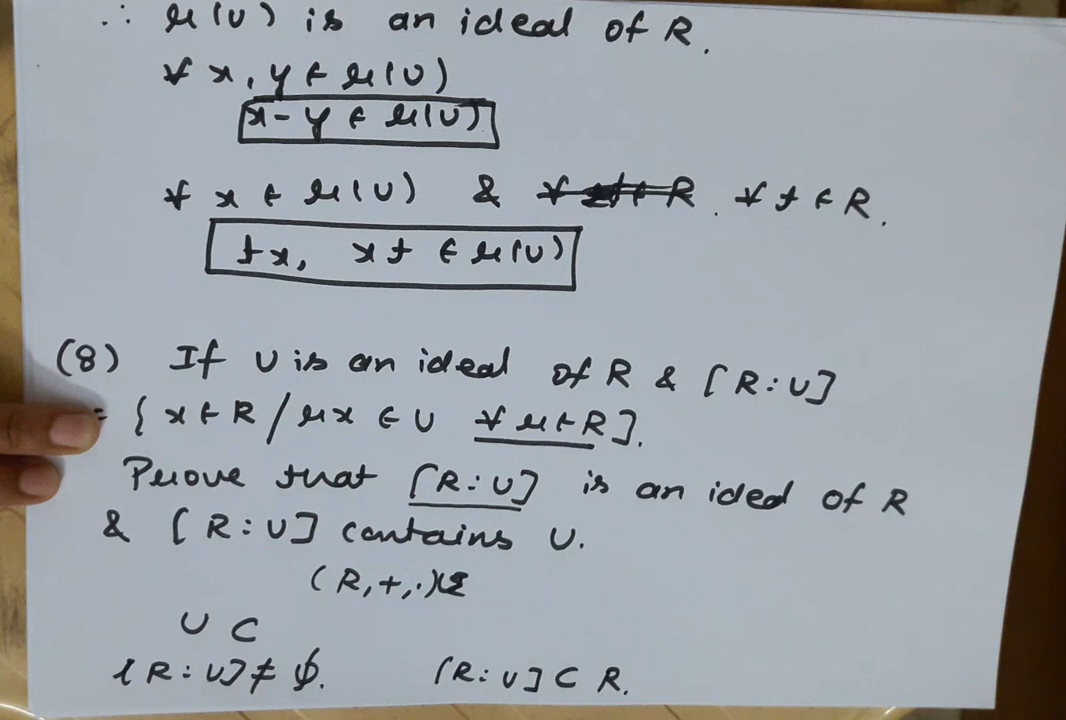 ∴ r(U) is an ideal of R.
∀ x, y ∈ r(U)
x - y ∈ r(U)
∀ x ∈ r(U) & ∀ t ∈ R.
tx, xt ∈ r(U)
(8) If U is an ideal of R & [R:U]
= { x ∈ R / rx ∈ U ∀ r ∈ R }.
Prove that [R:U] is an ideal of R
& [R:U] contains U.
(R,+,·)
U ⊂
[R:U] ≠ ϕ. [R:U] ⊂ R.